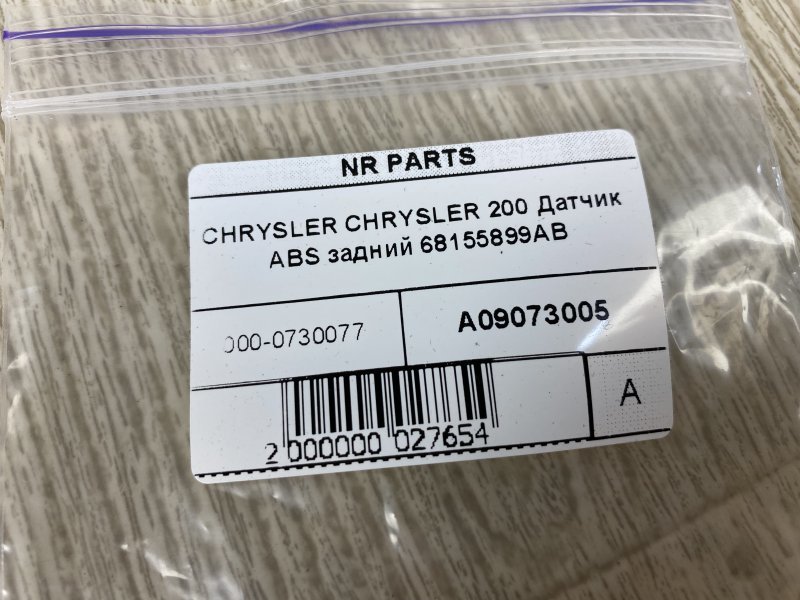 NR PARTS
CHRYSLER CHRYSLER 200 Датчик
ABS задний 68155899AB
000-0730077
A09073005
2 000000 027654
A